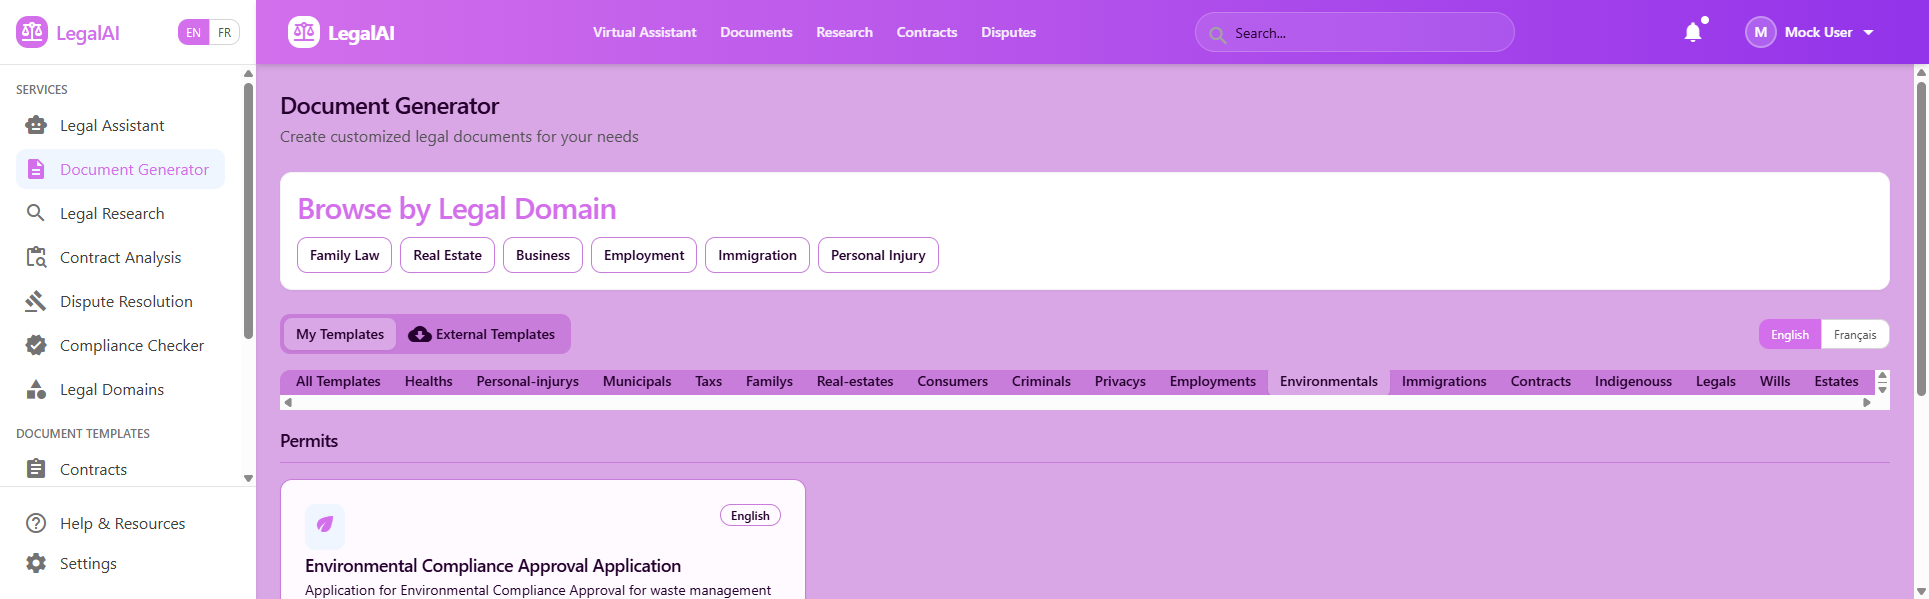 LegalAI
EN FR
LegalAI
Virtual Assistant Documents Research Contracts Disputes
Search...
M Mock User
SERVICES
Legal Assistant
Document Generator
Legal Research
Contract Analysis
Dispute Resolution
Compliance Checker
Legal Domains
DOCUMENT TEMPLATES
Contracts
Help & Resources
Settings
Document Generator
Create customized legal documents for your needs
Browse by Legal Domain
Family Law Real Estate Business Employment Immigration Personal Injury
My Templates External Templates
English Français
All Templates Healths Personal-injurys Municipals Taxs Familys Real-estates Consumers Criminals Privacys Employments Environmentals Immigrations Contracts Indigenouss Legals Wills Estates
Permits
English
Environmental Compliance Approval Application
Application for Environmental Compliance Approval for waste management